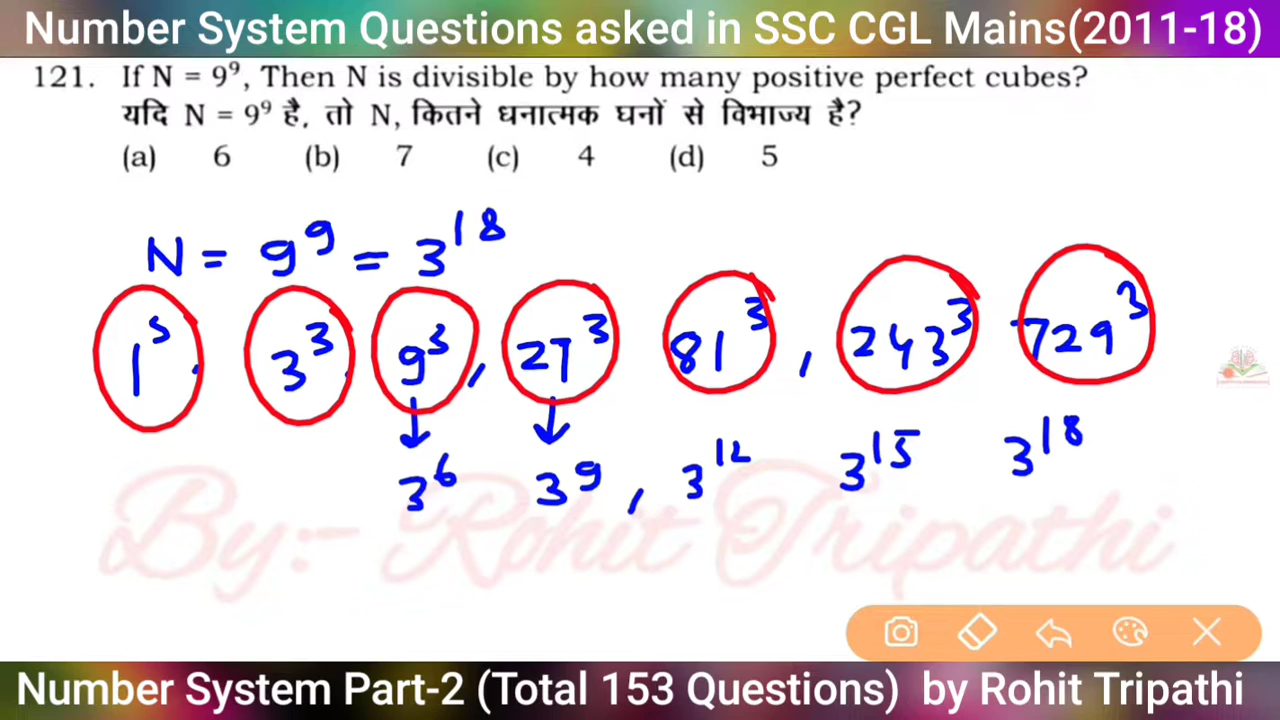 Number System Questions asked in SSC CGL Mains(2011-18)
121. If N = 9⁹, Then N is divisible by how many positive perfect cubes?
यदि N = 9⁹ है, तो N, कितने धनात्मक घनों से विभाज्य है?
(a) 6 (b) 7 (c) 4 (d) 5
N = 9⁹ = 3¹⁸
1³, 3³, 9³, 27³ 81³, 243³ 729³
3⁶ 3⁹, 3¹² 3¹⁵ 3¹⁸
By:- Rohit Tripathi
Number System Part-2 (Total 153 Questions) by Rohit Tripathi